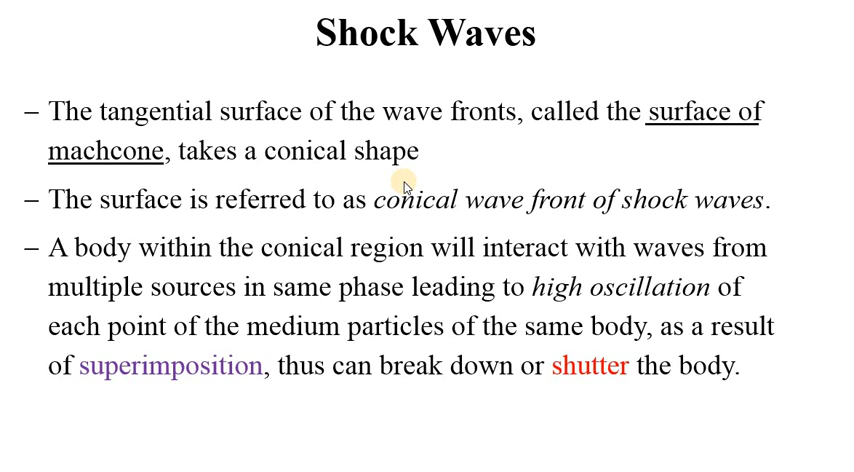 Shock Waves
– The tangential surface of the wave fronts, called the surface of
machcone, takes a conical shape
– The surface is referred to as conical wave front of shock waves.
– A body within the conical region will interact with waves from
multiple sources in same phase leading to high oscillation of
each point of the medium particles of the same body, as a result
of superimposition, thus can break down or shutter the body.